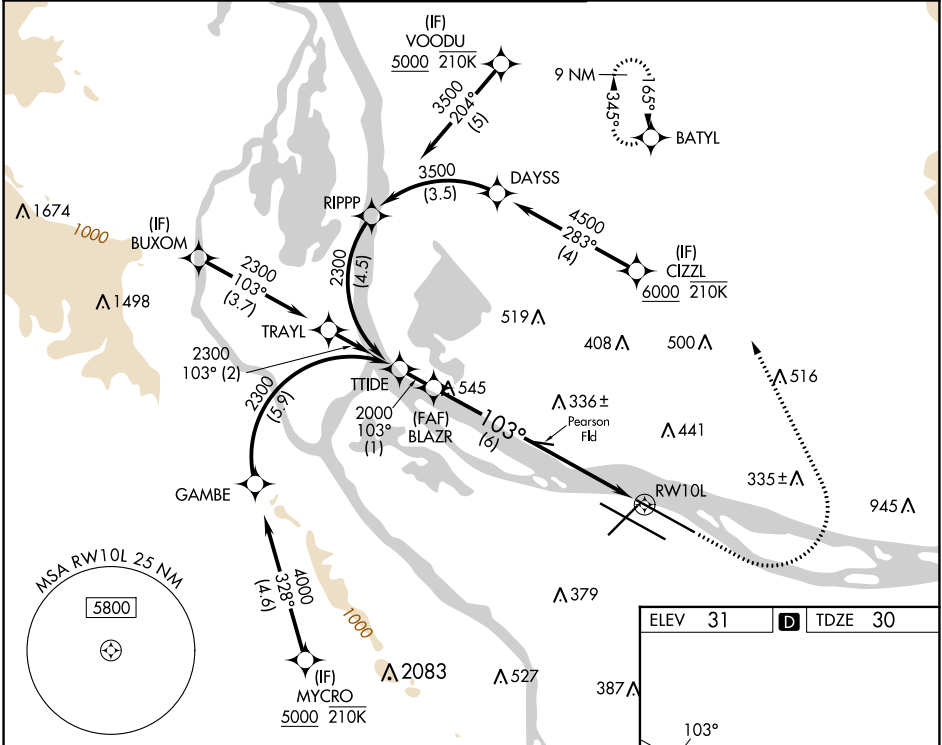 (IF)
VOODU
5000 210K
3500
204°
(5)
9 NM
345°
165°
BATYL
3500
(3.5)
DAYSS
RIPPP
4500
283°
(4)
(IF)
CIZZL
6000 210K
1674
1000
(IF)
BUXOM
2300
103°
(3.7)
1498
2300
(4.5)
TRAYL
519
408
500
2300
103° (2)
TTIDE
545
516
2300
(5.9)
2000
103°
(1)
(FAF)
BLAZR
103°
(6)
336±
Pearson
Fld
441
GAMBE
RW10L
335±
945
MSA RW10L 25 NM
5800
4000
328°
(4.6)
1000
379
ELEV 31 D TDZE 30
(IF)
MYCRO
5000 210K
2083
527
387
103°